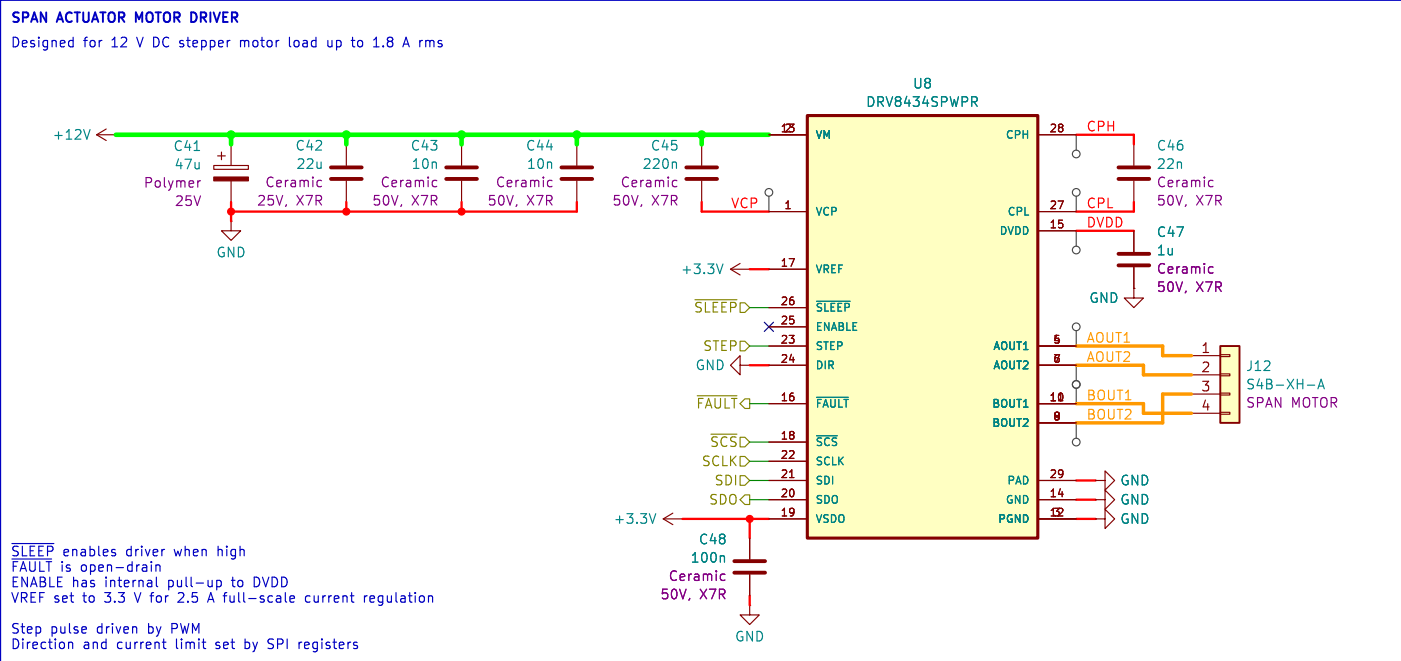 SPAN ACTUATOR MOTOR DRIVER
Designed for 12 V DC stepper motor load up to 1.8 A rms
U8
DRV8434SPWPR
+12V
C41
47u
Polymer
25V
+
C42
22u
Ceramic
25V, X7R
C43
10n
Ceramic
50V, X7R
C44
10n
Ceramic
50V, X7R
C45
220n
Ceramic
50V, X7R
GND
VCP
1
VCP
VM
+3.3V
17
VREF
SLEEP
26
SLEEP
25
ENABLE
STEP
23
STEP
GND
24
DIR
FAULT
16
FAULT
SCS
18
SCS
SCLK
22
SCLK
SDI
21
SDI
SDO
20
SDO
+3.3V
19
VSDO
C48
100n
Ceramic
50V, X7R
GND
CPH
28
CPH
C46
22n
Ceramic
50V, X7R
CPL
27
CPL
DVDD
15
DVDD
C47
1u
Ceramic
50V, X7R
GND
AOUT1
AOUT1
AOUT2
AOUT2
BOUT1
BOUT1
BOUT2
BOUT2
1
2
3
4
J12
S4B-XH-A
SPAN MOTOR
PAD
29
GND
GND
14
GND
PGND
GND
SLEEP enables driver when high
FAULT is open-drain
ENABLE has internal pull-up to DVDD
VREF set to 3.3 V for 2.5 A full-scale current regulation
Step pulse driven by PWM
Direction and current limit set by SPI registers